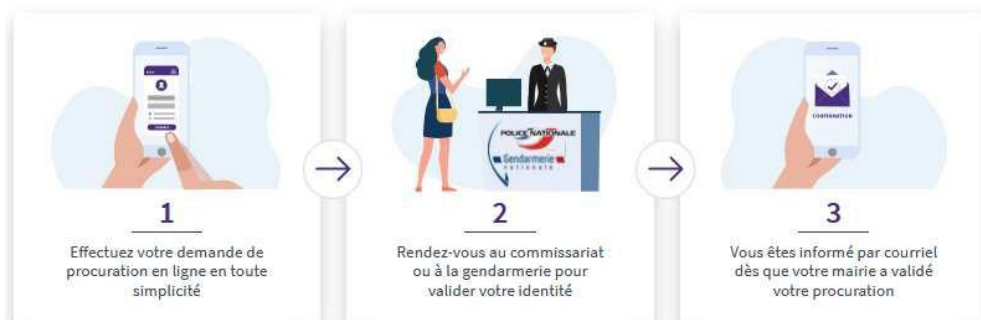 CONFIRMATION
POLICE NATIONALE
Gendarmerie
nationale
1
Effectuez votre demande de
procuration en ligne en toute
simplicité
2
Rendez-vous au commissariat
ou à la gendarmerie pour
valider votre identité
3
Vous êtes informé par courriel
dès que votre mairie a validé
votre procuration